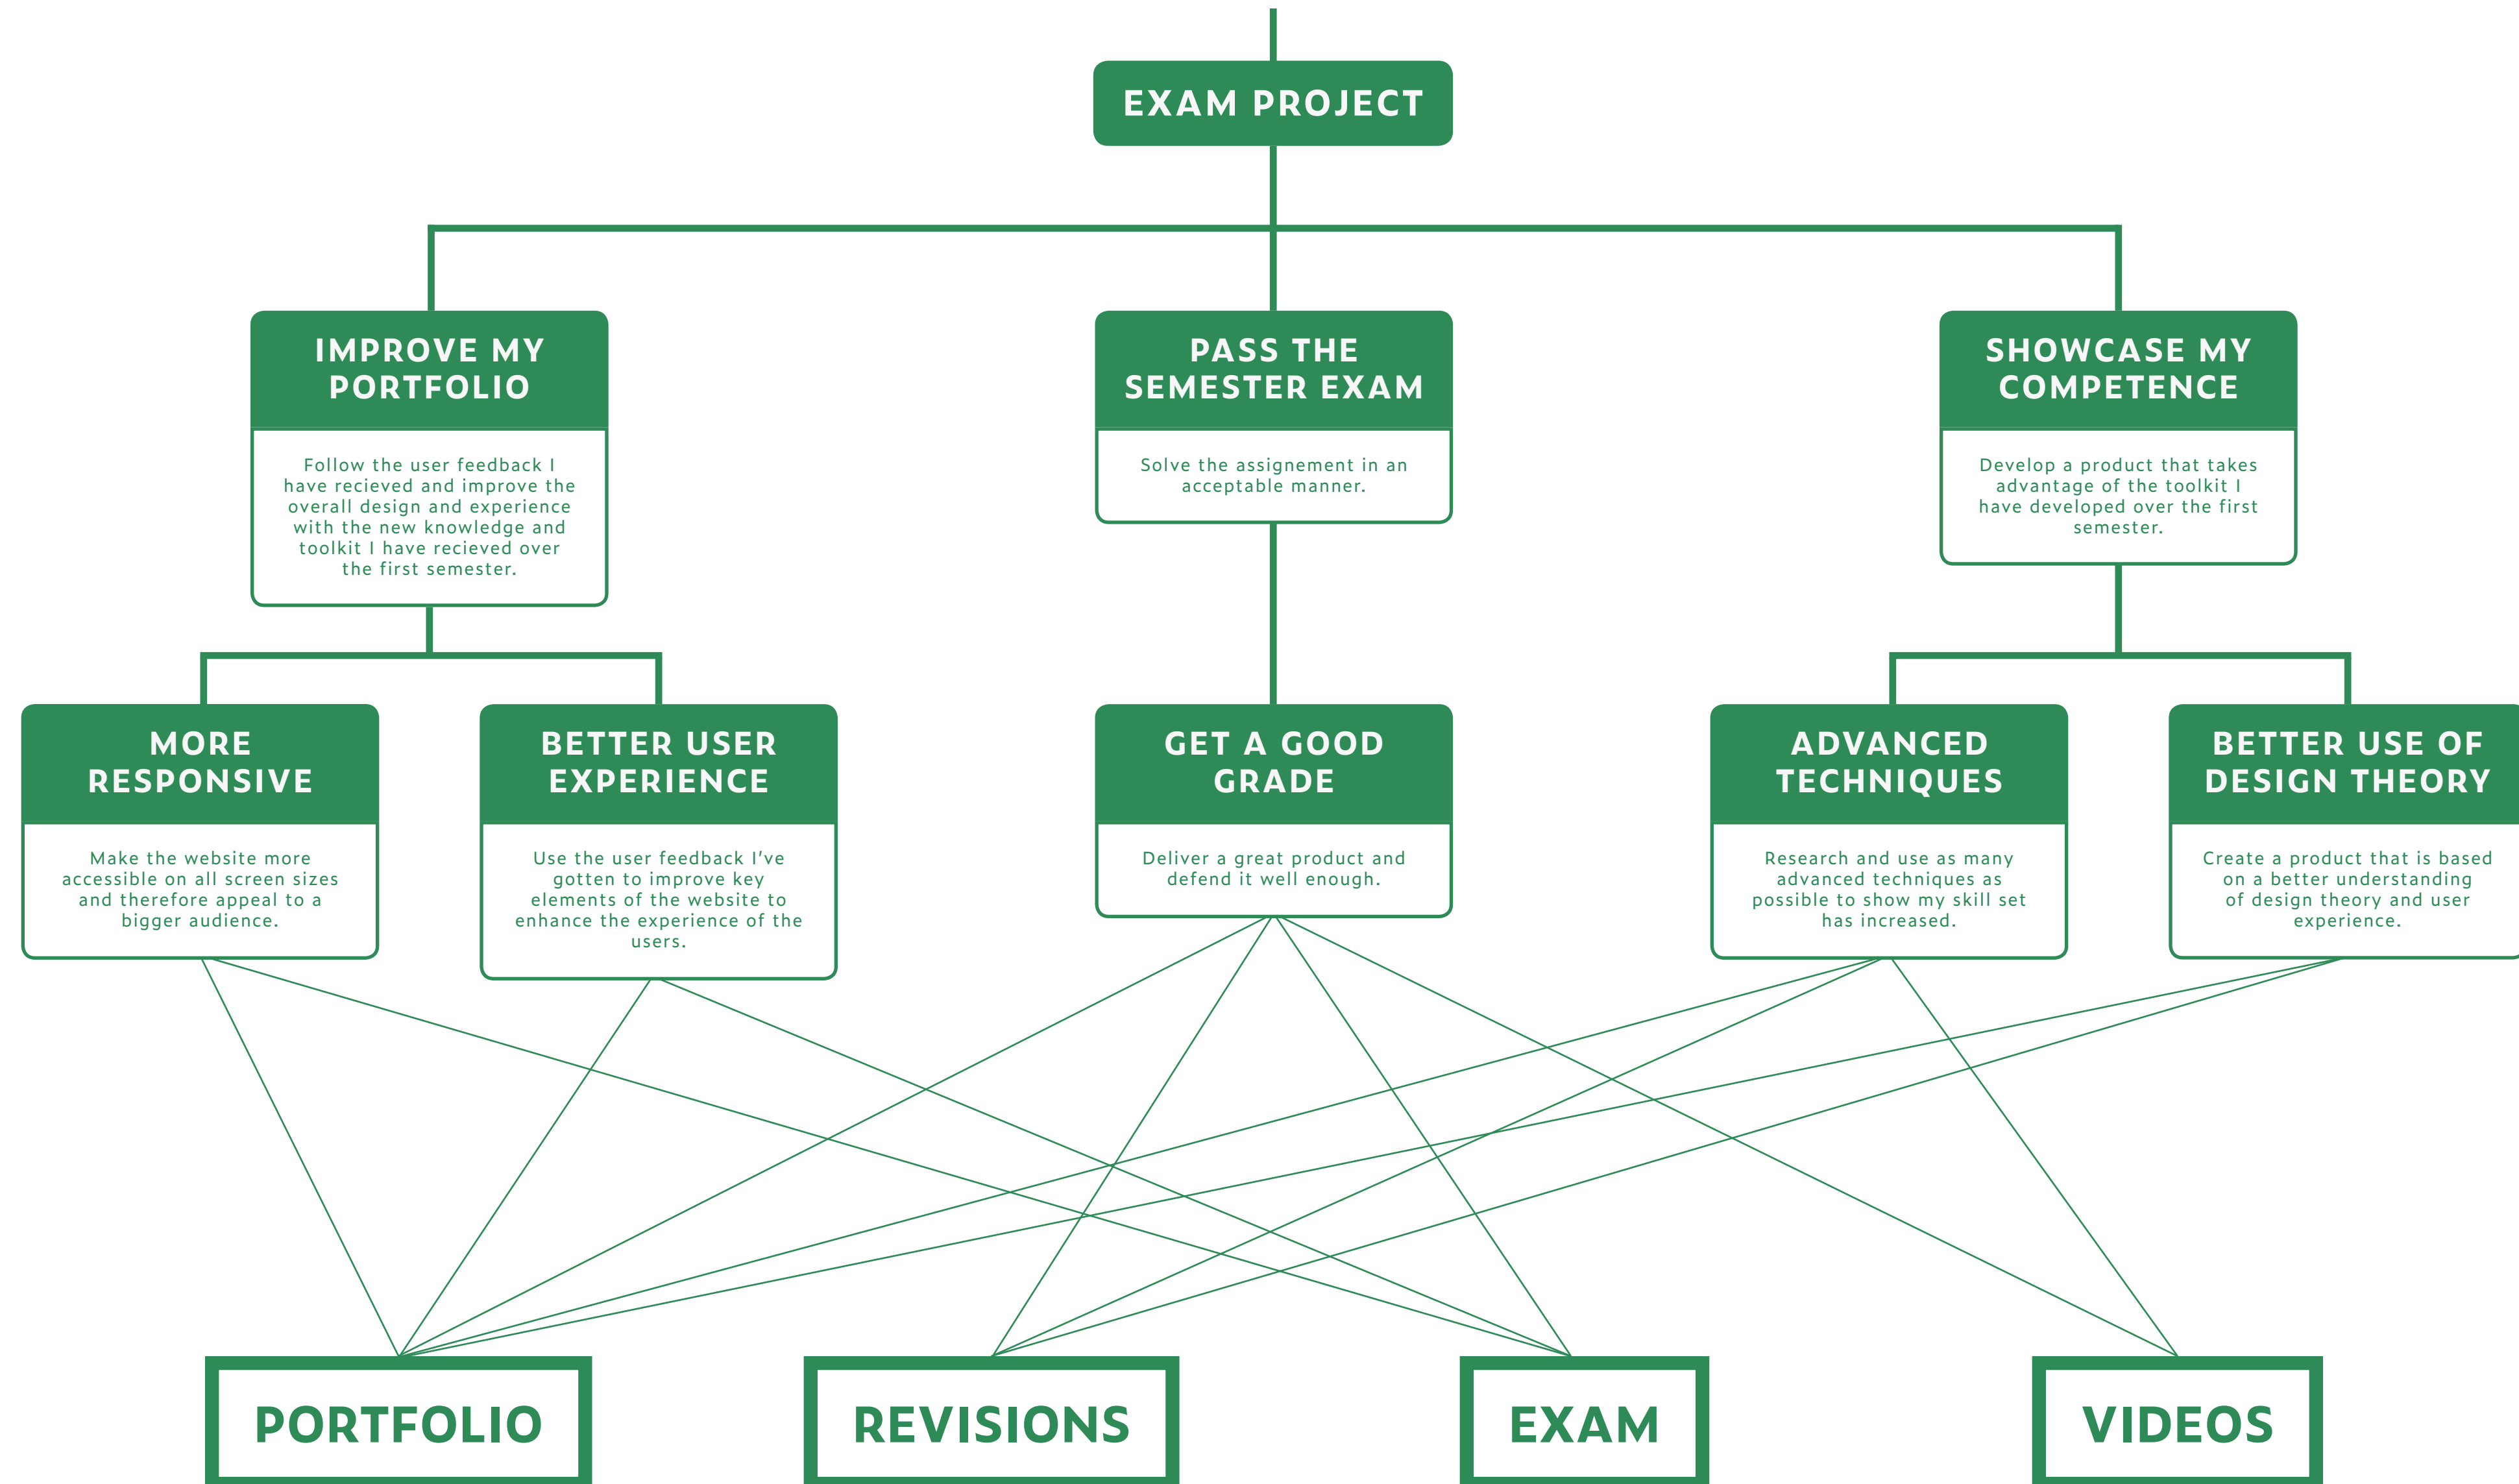 EXAM PROJECT
IMPROVE MY
PORTFOLIO
Follow the user feedback I
have recieved and improve the
overall design and experience
with the new knowledge and
toolkit I have recieved over
the first semester.
PASS THE
SEMESTER EXAM
Solve the assignement in an
acceptable manner.
SHOWCASE MY
COMPETENCE
Develop a product that takes
advantage of the toolkit I
have developed over the first
semester.
MORE
RESPONSIVE
Make the website more
accessible on all screen sizes
and therefore appeal to a
bigger audience.
BETTER USER
EXPERIENCE
Use the user feedback I've
gotten to improve key
elements of the website to
enhance the experience of the
users.
GET A GOOD
GRADE
Deliver a great product and
defend it well enough.
ADVANCED
TECHNIQUES
Research and use as many
advanced techniques as
possible to show my skill set
has increased.
BETTER USE OF
DESIGN THEORY
Create a product that is based
on a better understanding
of design theory and user
experience.
PORTFOLIO
REVISIONS
EXAM
VIDEOS